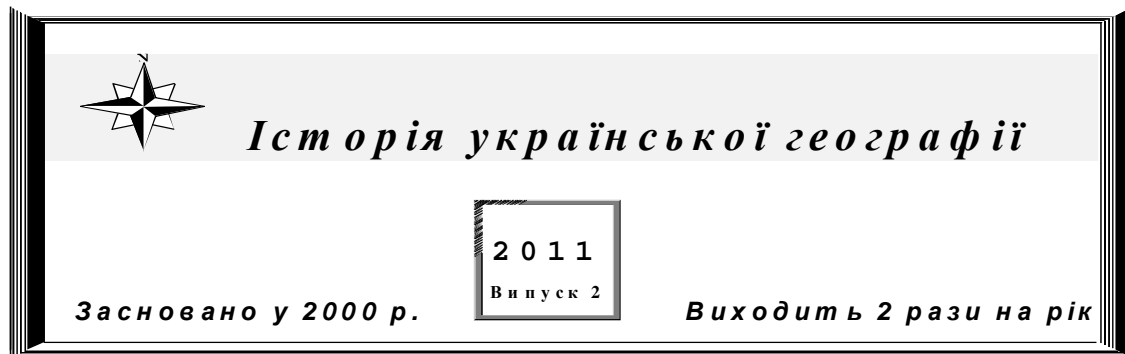 Історія української географії
2011
Випуск 2
Засновано у 2000 р.
Виходить 2 рази на рік